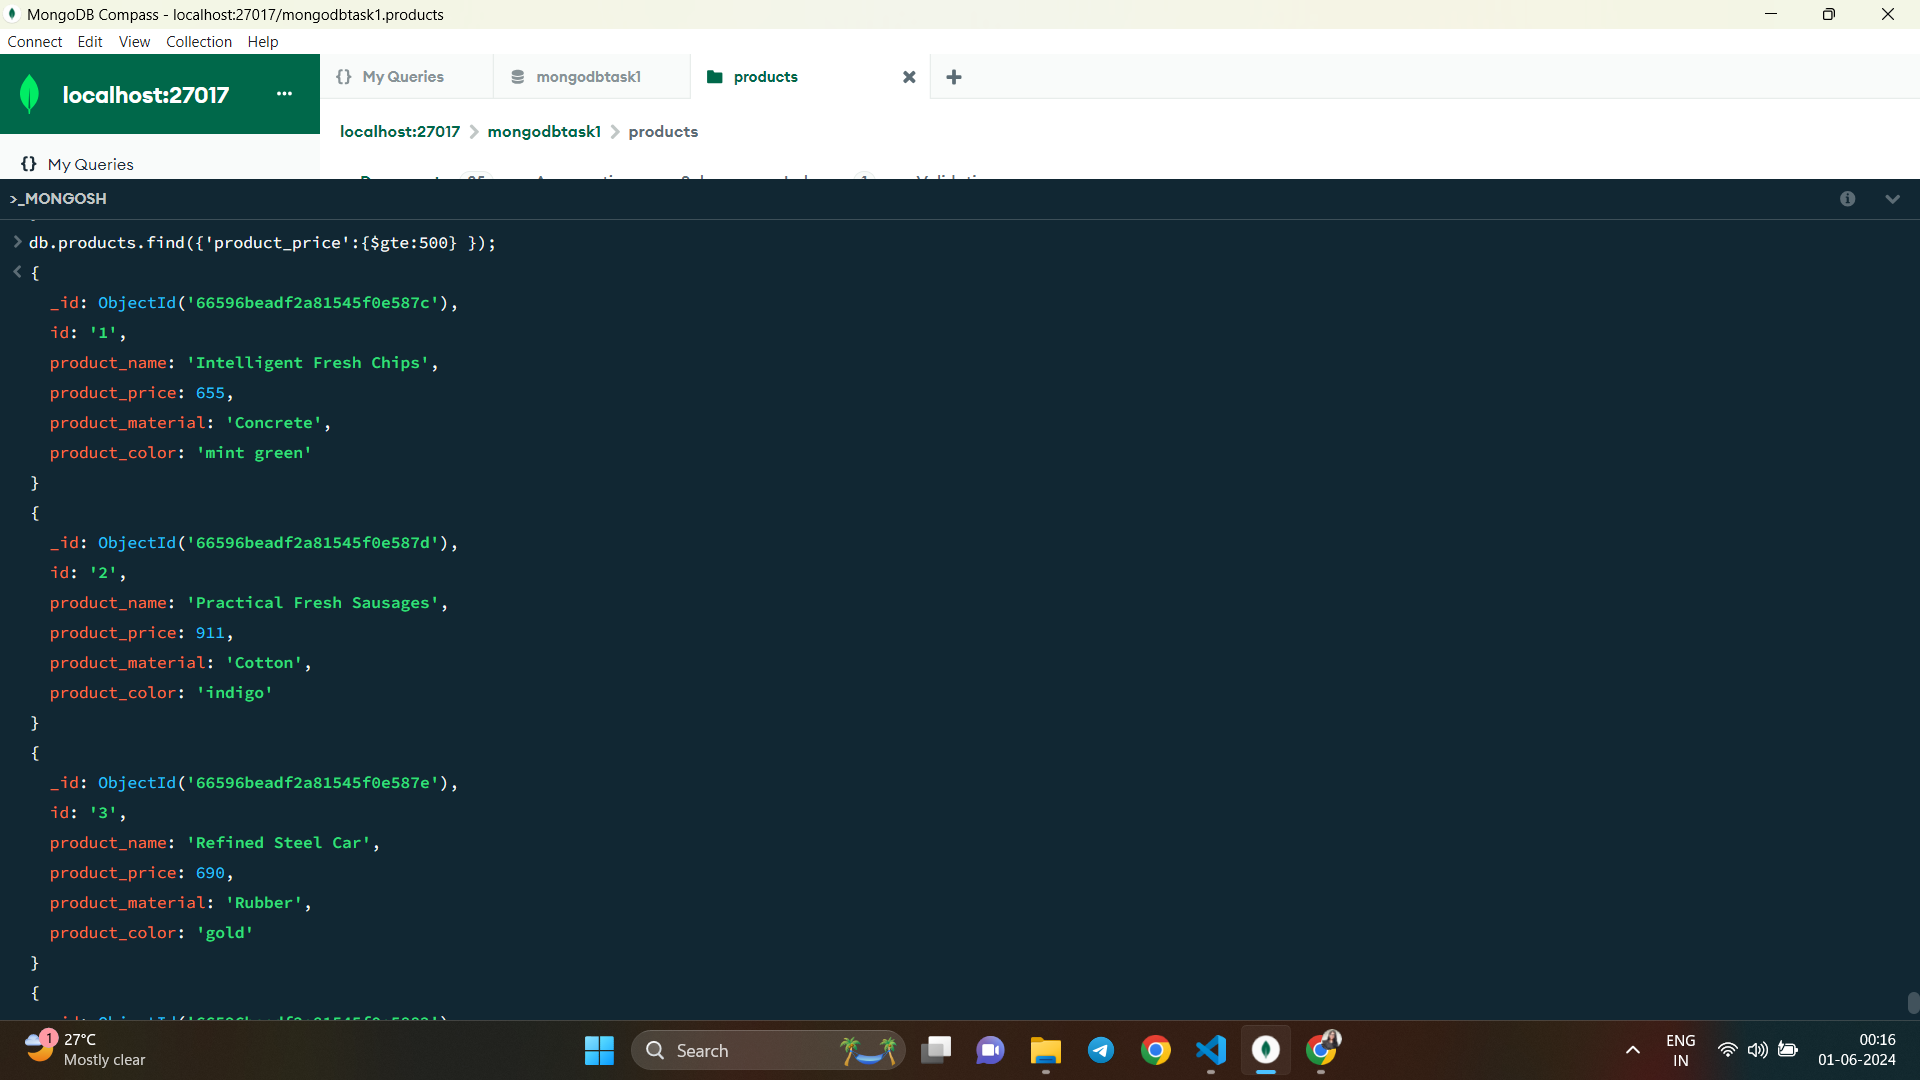 MongoDB Compass - localhost:27017/mongodbtask1.products
Connect Edit View Collection Help
localhost:27017 ...
{} My Queries
mongodbtask1
products
localhost:27017 > mongodbtask1 > products
{} My Queries
>_MONGOSH
> db.products.find({'product_price':{$gte:500} });
< {
_id: ObjectId('66596beadf2a81545f0e587c'),
id: '1',
product_name: 'Intelligent Fresh Chips',
product_price: 655,
product_material: 'Concrete',
product_color: 'mint green'
}
{
_id: ObjectId('66596beadf2a81545f0e587d'),
id: '2',
product_name: 'Practical Fresh Sausages',
product_price: 911,
product_material: 'Cotton',
product_color: 'indigo'
}
{
_id: ObjectId('66596beadf2a81545f0e587e'),
id: '3',
product_name: 'Refined Steel Car',
product_price: 690,
product_material: 'Rubber',
product_color: 'gold'
}
{
1
27°C
Mostly clear
Search
ENG
IN
00:16
01-06-2024